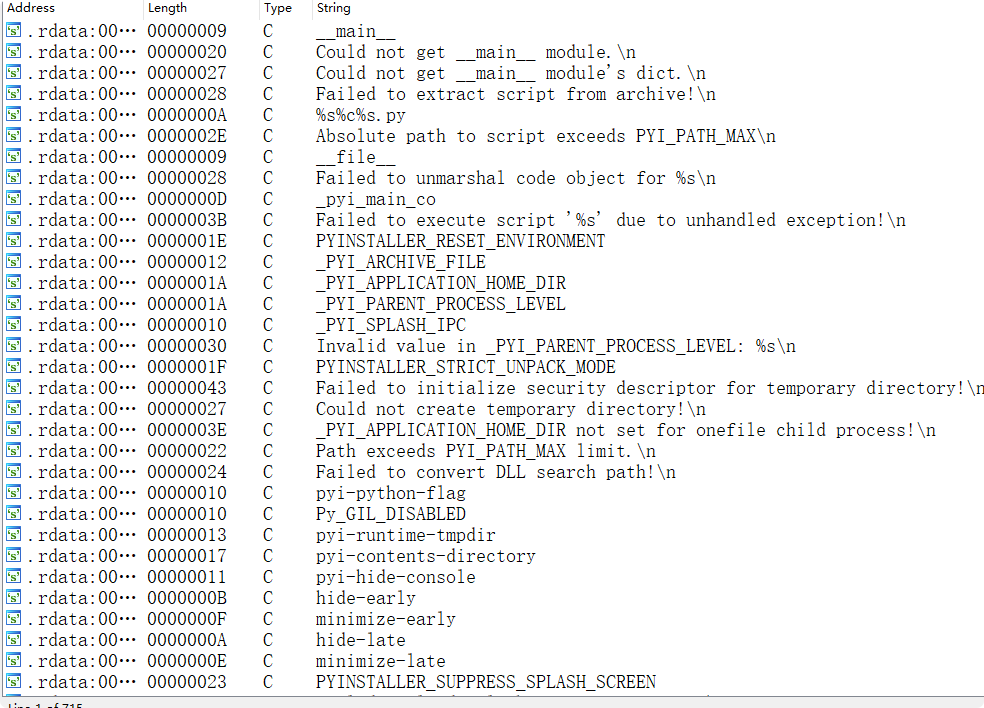 Address Length Type String
.rdata:00… 00000009 C __main__
.rdata:00… 00000020 C Could not get __main__ module.\n
.rdata:00… 00000027 C Could not get __main__ module's dict.\n
.rdata:00… 00000028 C Failed to extract script from archive!\n
.rdata:00… 0000000A C %s%c%s.py
.rdata:00… 0000002E C Absolute path to script exceeds PYI_PATH_MAX\n
.rdata:00… 00000009 C __file__
.rdata:00… 00000028 C Failed to unmarshal code object for %s\n
.rdata:00… 0000000D C _pyi_main_co
.rdata:00… 0000003B C Failed to execute script '%s' due to unhandled exception!\n
.rdata:00… 0000001E C PYINSTALLER_RESET_ENVIRONMENT
.rdata:00… 00000012 C _PYI_ARCHIVE_FILE
.rdata:00… 0000001A C _PYI_APPLICATION_HOME_DIR
.rdata:00… 0000001A C _PYI_PARENT_PROCESS_LEVEL
.rdata:00… 00000010 C _PYI_SPLASH_IPC
.rdata:00… 00000030 C Invalid value in _PYI_PARENT_PROCESS_LEVEL: %s\n
.rdata:00… 0000001F C PYINSTALLER_STRICT_UNPACK_MODE
.rdata:00… 00000043 C Failed to initialize security descriptor for temporary directory!\n
.rdata:00… 00000027 C Could not create temporary directory!\n
.rdata:00… 0000003E C _PYI_APPLICATION_HOME_DIR not set for onefile child process!\n
.rdata:00… 00000022 C Path exceeds PYI_PATH_MAX limit.\n
.rdata:00… 00000024 C Failed to convert DLL search path!\n
.rdata:00… 00000010 C pyi-python-flag
.rdata:00… 00000010 C Py_GIL_DISABLED
.rdata:00… 00000013 C pyi-runtime-tmpdir
.rdata:00… 00000017 C pyi-contents-directory
.rdata:00… 00000011 C pyi-hide-console
.rdata:00… 0000000B C hide-early
.rdata:00… 0000000F C minimize-early
.rdata:00… 0000000A C hide-late
.rdata:00… 0000000E C minimize-late
.rdata:00… 00000023 C PYINSTALLER_SUPPRESS_SPLASH_SCREEN
Line 1 of 715